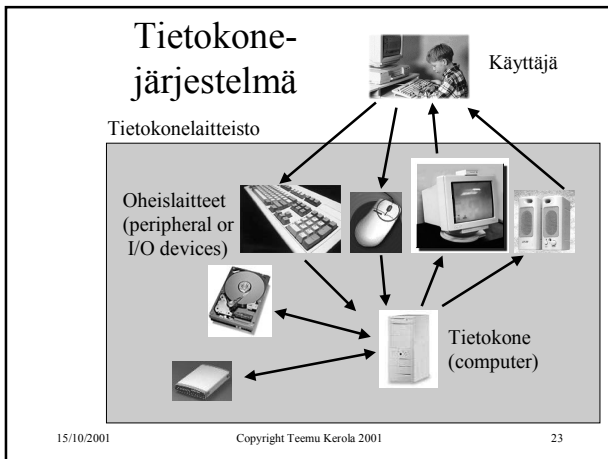 Tietokone-
järjestelmä
Käyttäjä
Tietokonelaitteisto
Oheislaitteet
(peripheral or
I/O devices)
Tietokone
(computer)
15/10/2001
Copyright Teemu Kerola 2001
23